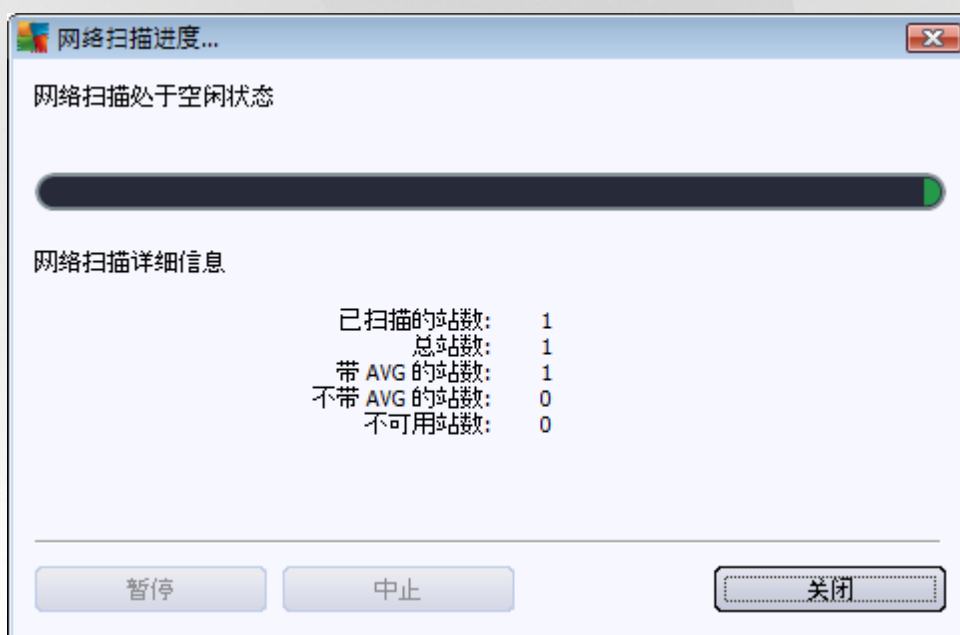 网络扫描进度...
网络扫描处于空闲状态
网络扫描详细信息
已扫描的站数: 1
总站数: 1
带 AVG 的站数: 1
不带 AVG 的站数: 0
不可用站数: 0
暂停 中止 关闭